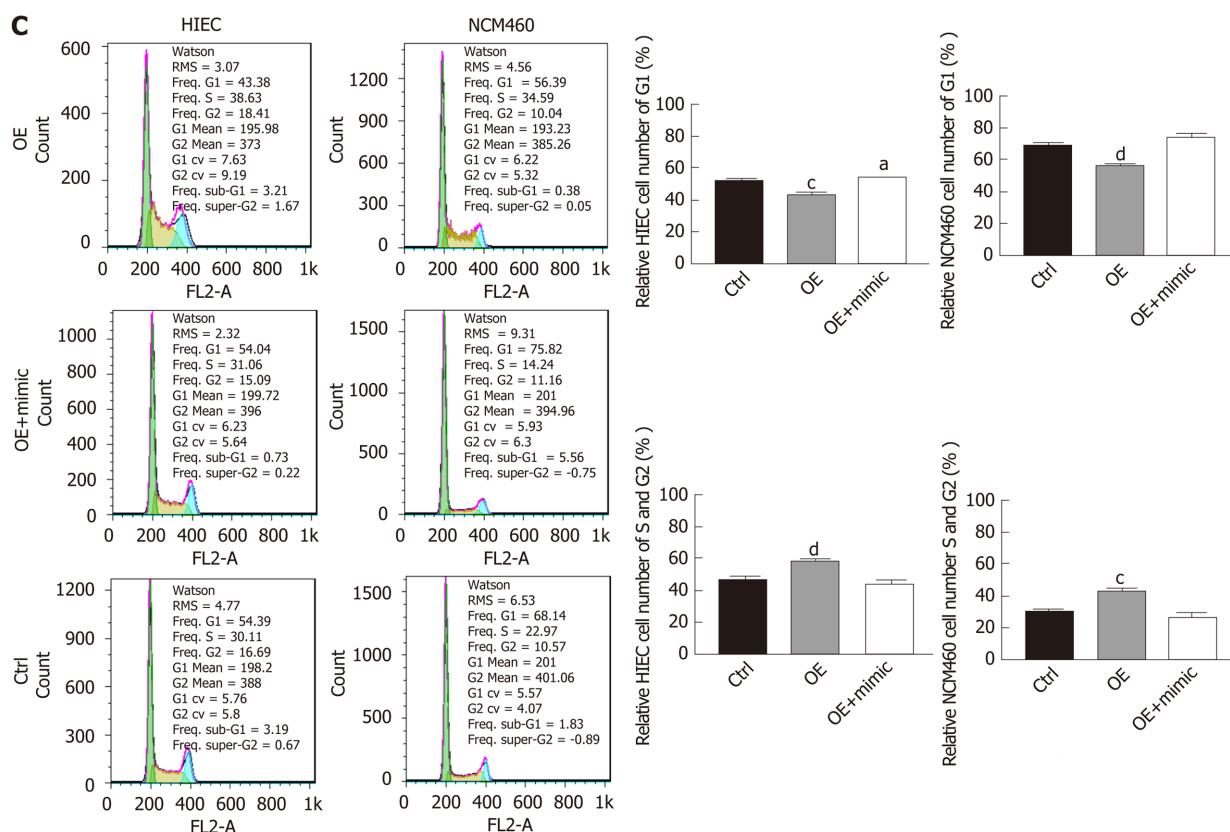 C
HIEC
NCM460
OE
Count
600
400
200
0
Watson
RMS = 3.07
Freq. G1 = 43.38
Freq. S = 38.63
Freq. G2 = 18.41
G1 Mean = 195.98
G2 Mean = 373
G1 cv = 7.63
G2 cv = 9.19
Freq. sub-G1 = 3.21
Freq. super-G2 = 1.67
0 200 400 600 800 1k
FL2-A
Count
1200
900
600
300
0
Watson
RMS = 4.56
Freq. G1 = 56.39
Freq. S = 34.59
Freq. G2 = 10.04
G1 Mean = 193.23
G2 Mean = 385.26
G1 cv = 6.22
G2 cv = 5.32
Freq. sub-G1 = 0.38
Freq. super-G2 = 0.05
0 200 400 600 800 1k
FL2-A
Relative HIEC cell number of G1 (%)
100
80
60
40
20
0
c
a
Ctrl
OE
OE+mimic
Relative NCM460 cell number of G1 (%)
100
80
60
40
20
0
d
Ctrl
OE
OE+mimic
OE+mimic
Count
1000
800
600
400
200
0
Watson
RMS = 2.32
Freq. G1 = 54.04
Freq. S = 31.06
Freq. G2 = 15.09
G1 Mean = 199.72
G2 Mean = 396
G1 cv = 6.23
G2 cv = 5.64
Freq. sub-G1 = 0.73
Freq. super-G2 = 0.22
0 200 400 600 800 1k
FL2-A
Count
1500
1000
500
0
Watson
RMS = 9.31
Freq. G1 = 75.82
Freq. S = 14.24
Freq. G2 = 11.16
G1 Mean = 201
G2 Mean = 394.96
G1 cv = 5.93
G2 cv = 6.3
Freq. sub-G1 = 5.56
Freq. super-G2 = -0.75
0 200 400 600 800 1k
FL2-A
Ctrl
Count
1200
900
600
300
0
Watson
RMS = 4.77
Freq. G1 = 54.39
Freq. S = 30.11
Freq. G2 = 16.69
G1 Mean = 198.2
G2 Mean = 388
G1 cv = 5.76
G2 cv = 5.8
Freq. sub-G1 = 3.19
Freq. super-G2 = 0.67
0 200 400 600 800 1k
FL2-A
Count
1500
1000
500
0
Watson
RMS = 6.53
Freq. G1 = 68.14
Freq. S = 22.97
Freq. G2 = 10.57
G1 Mean = 201
G2 Mean = 401.06
G1 cv = 5.57
G2 cv = 4.07
Freq. sub-G1 = 1.83
Freq. super-G2 = -0.89
0 200 400 600 800 1k
FL2-A
Relative HIEC cell number of S and G2 (%)
100
80
60
40
20
0
d
Ctrl
OE
OE+mimic
Relative NCM460 cell number S and G2 (%)
100
80
60
40
20
0
c
Ctrl
OE
OE+mimic